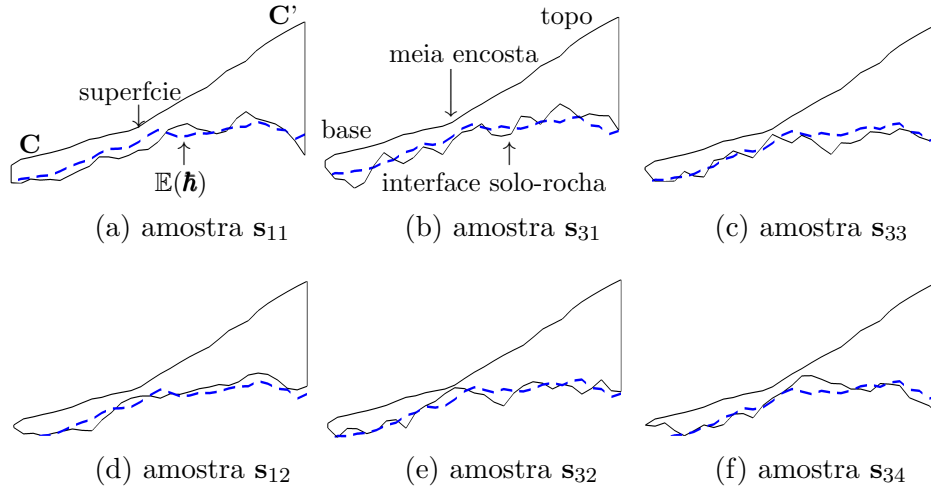 C'
superfcie
C
𝔼(ℏ)
(a) amostra s₁₁
topo
meia encosta
base
interface solo-rocha
(b) amostra s₃₁
(c) amostra s₃₃
(d) amostra s₁₂
(e) amostra s₃₂
(f) amostra s₃₄